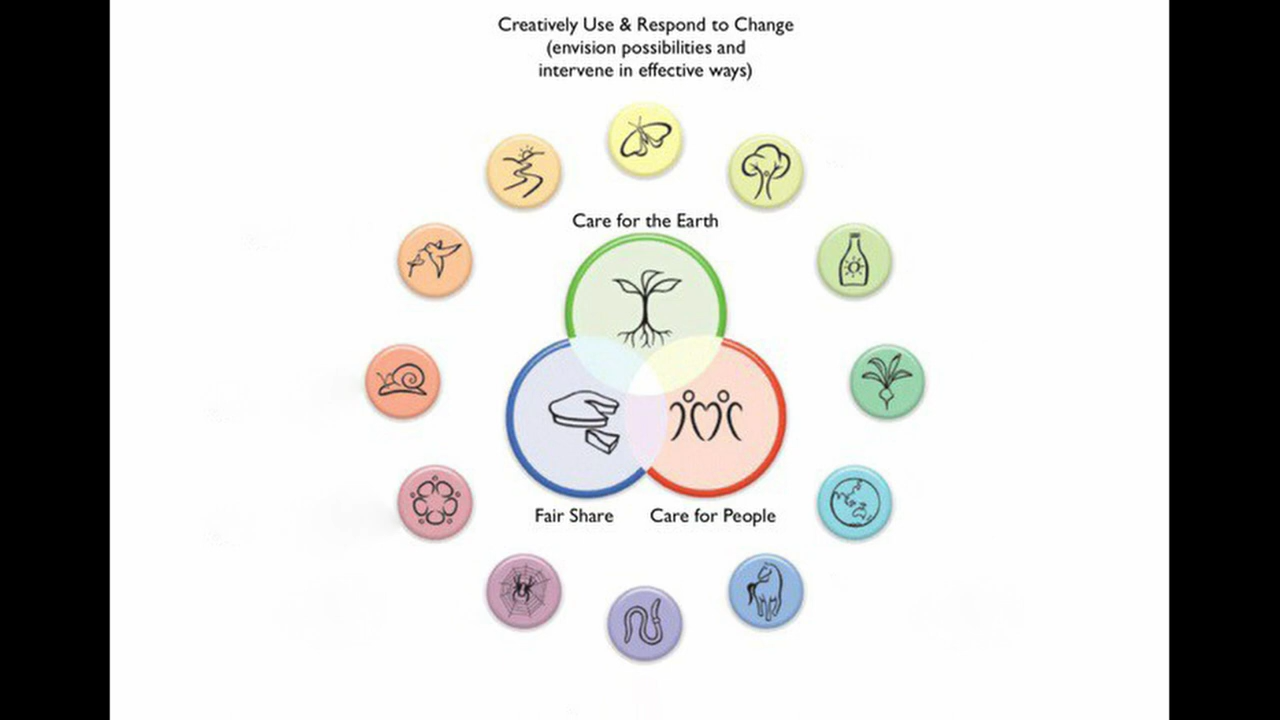 Creatively Use & Respond to Change
(envision possibilities and
intervene in effective ways)
Care for the Earth
Fair Share
Care for People